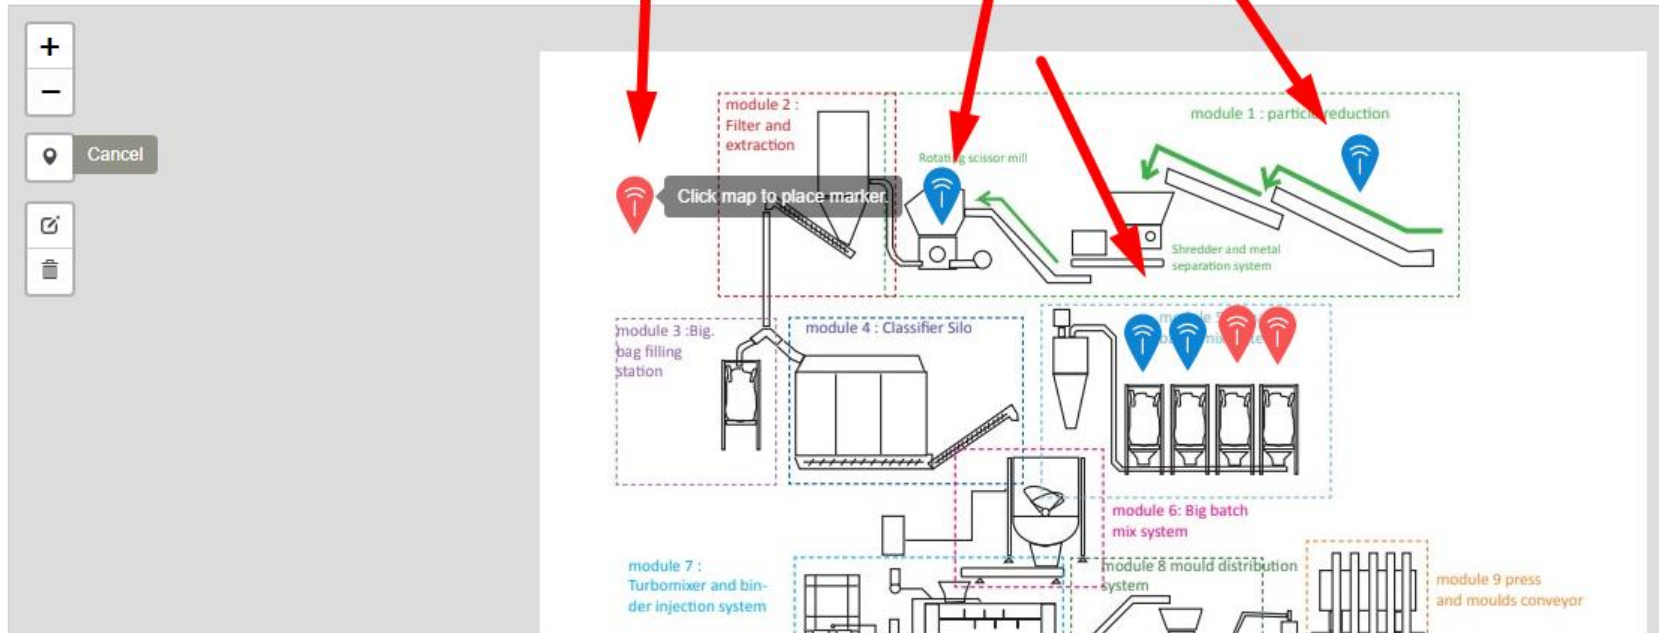 +
−
Cancel
Click map to place marker.
module 2 :
Filter and
extraction
module 1 : particle reduction
Rotating scissor mill
Shredder and metal
separation system
module 3 :Big.
bag filling
station
module 4 : Classifier Silo
module 6: Big batch
mix system
module 7 :
Turbomixer and bin-
der injection system
module 8 mould distribution
system
module 9 press
and moulds conveyor